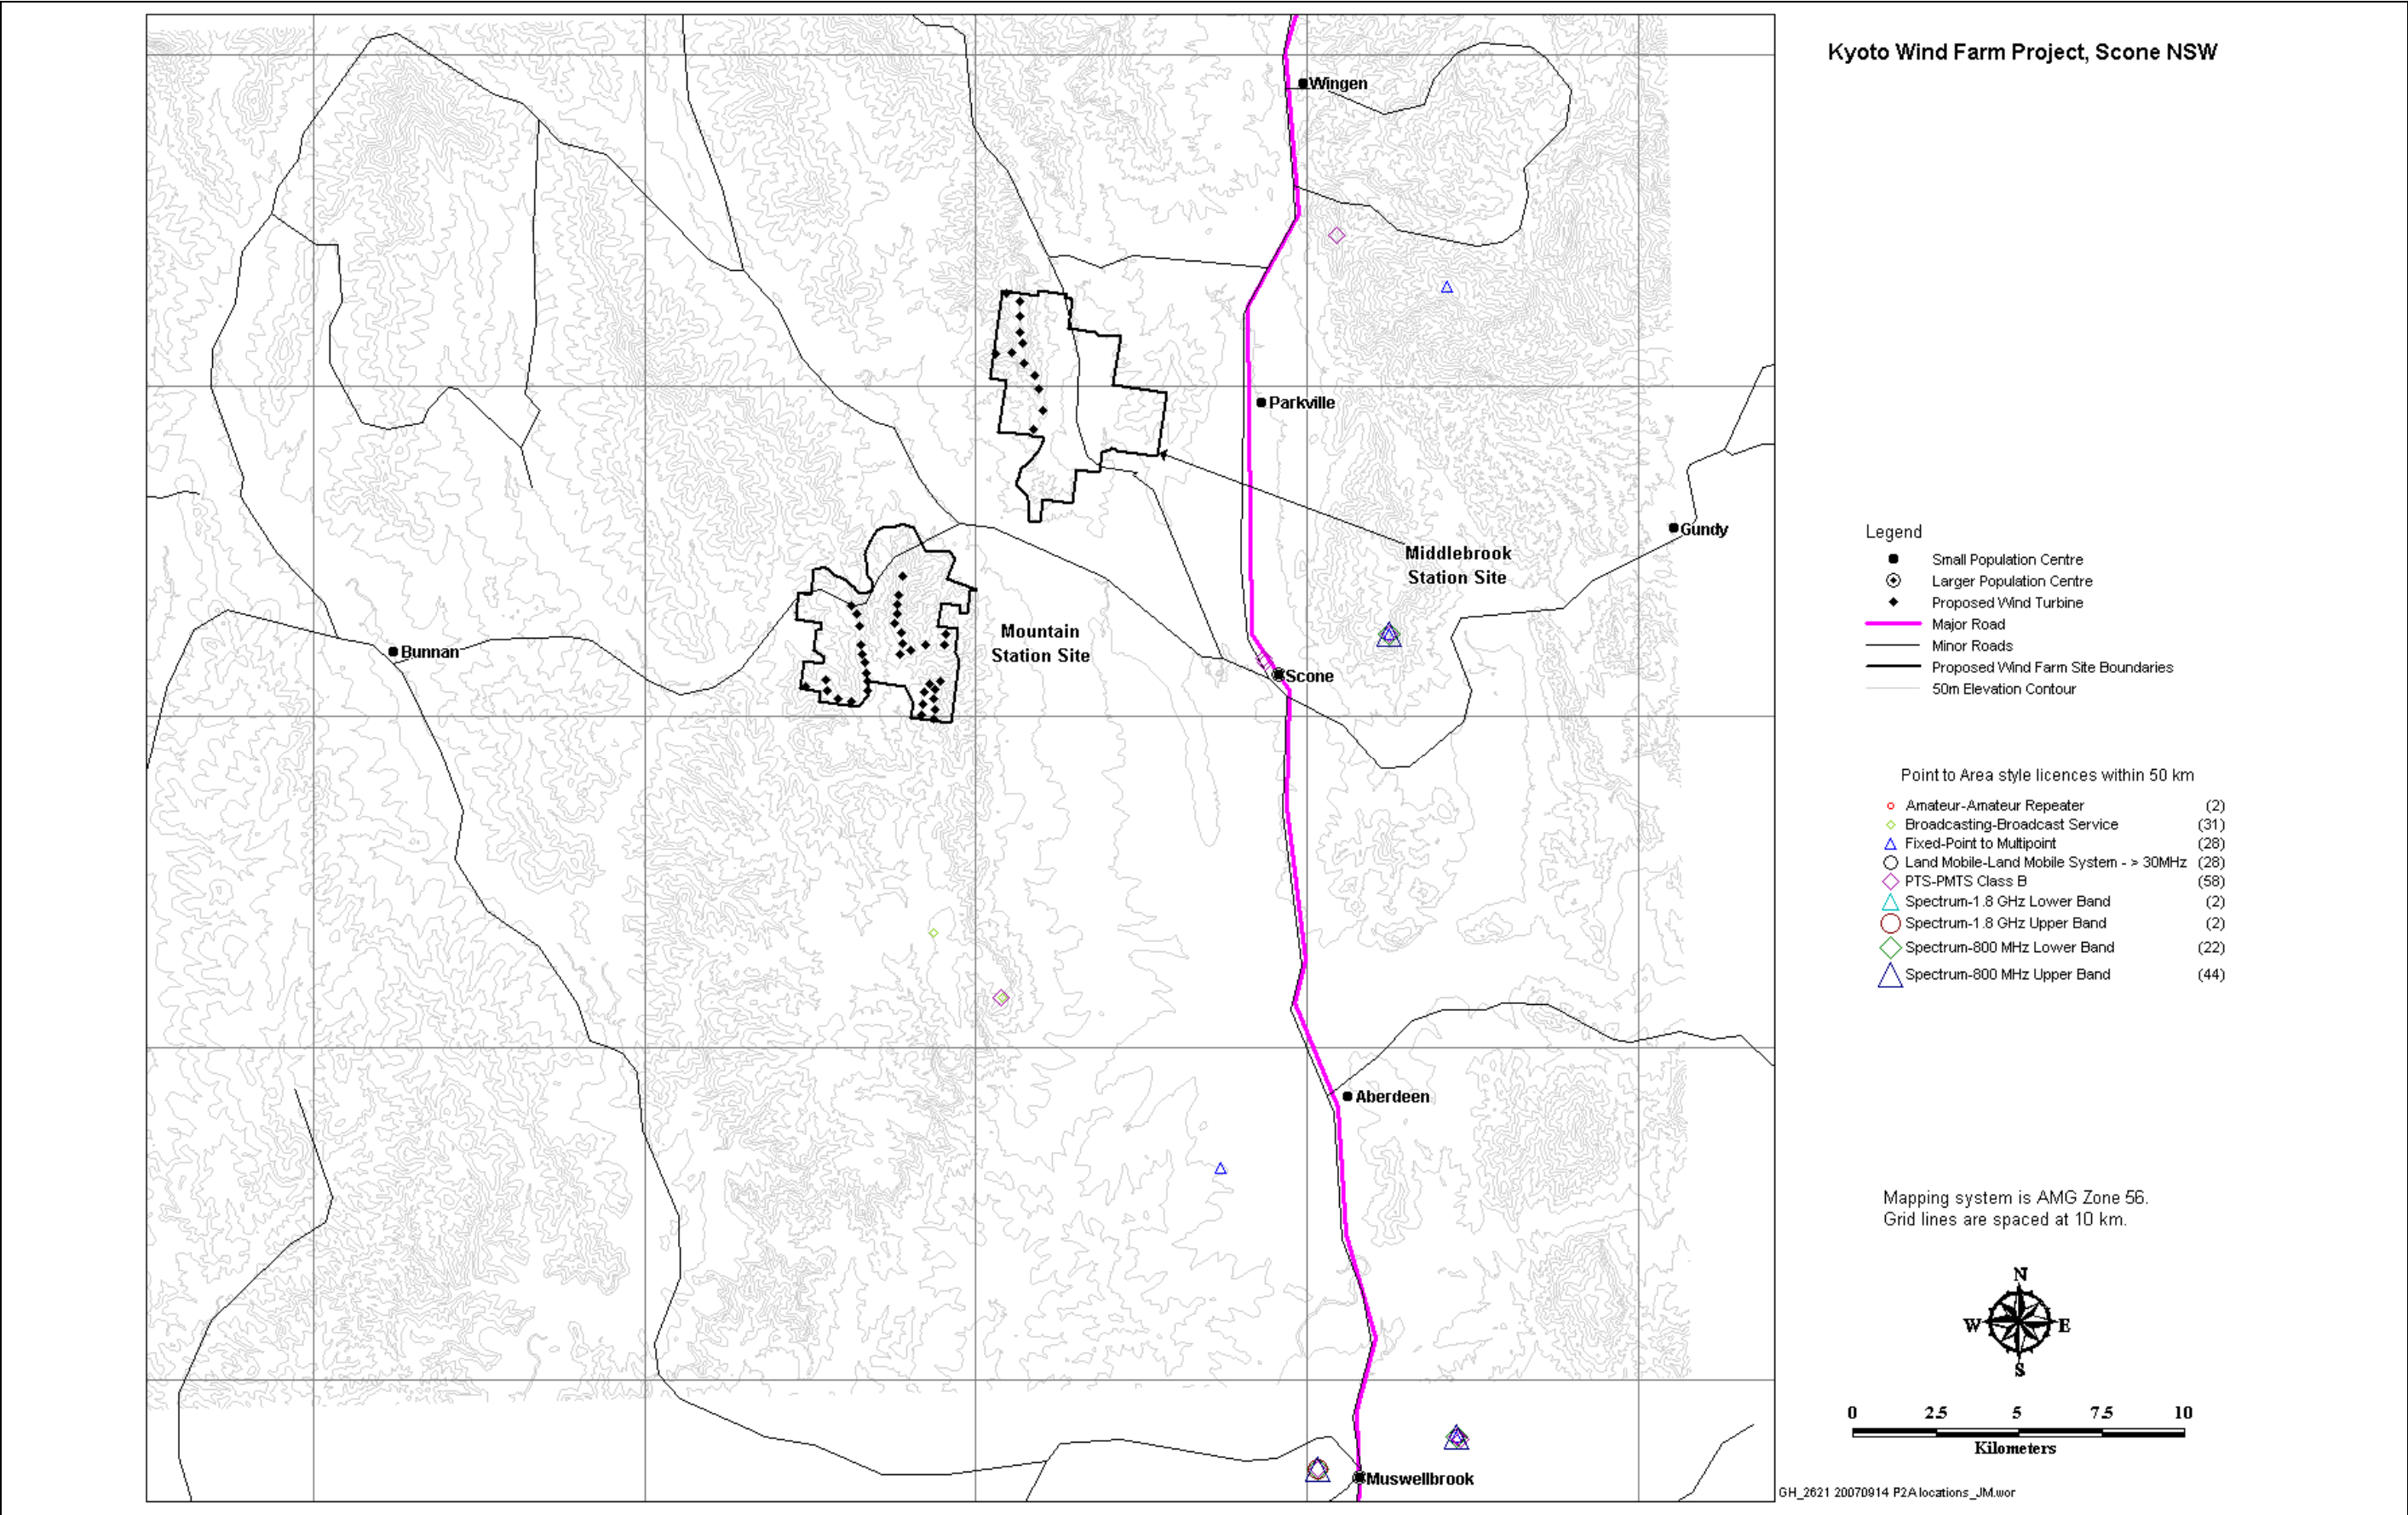 Kyoto Wind Farm Project, Scone NSW
Wingen
Parkville
Gundy
Middlebrook
Station Site
Mountain
Station Site
Bunnan
Scone
Aberdeen
Muswellbrook
Legend
Small Population Centre
Larger Population Centre
Proposed Wind Turbine
Major Road
Minor Roads
Proposed Wind Farm Site Boundaries
50m Elevation Contour
Point to Area style licences within 50 km
Amateur-Amateur Repeater (2)
Broadcasting-Broadcast Service (31)
Fixed-Point to Multipoint (28)
Land Mobile-Land Mobile System - > 30MHz (28)
PTS-PMTS Class B (58)
Spectrum-1.8 GHz Lower Band (2)
Spectrum-1.8 GHz Upper Band (2)
Spectrum-800 MHz Lower Band (22)
Spectrum-800 MHz Upper Band (44)
Mapping system is AMG Zone 56.
Grid lines are spaced at 10 km.
N
W E
S
0 2.5 5 7.5 10
Kilometers
GH_2621 20070914 P2A locations_JM.wor